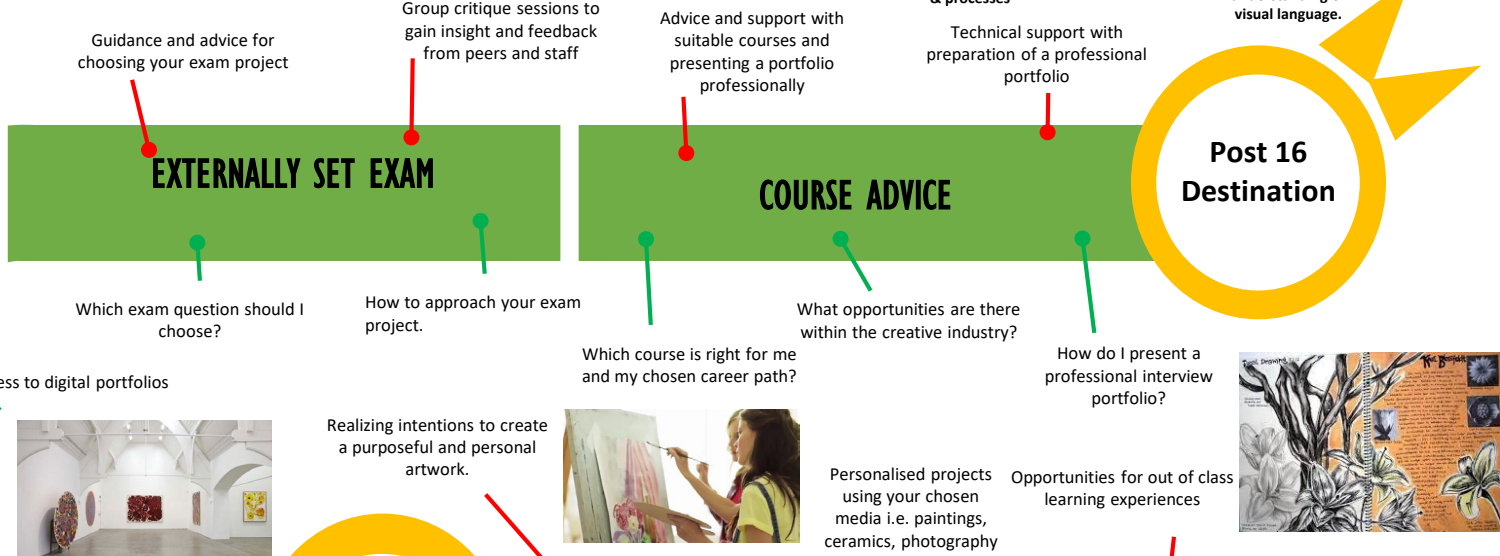 & processes
visual language.
Group critique sessions to
gain insight and feedback
from peers and staff
Guidance and advice for
choosing your exam project
Advice and support with
suitable courses and
presenting a portfolio
professionally
Technical support with
preparation of a professional
portfolio
EXTERNALLY SET EXAM
COURSE ADVICE
Post 16
Destination
Which exam question should I
choose?
How to approach your exam
project.
Which course is right for me
and my chosen career path?
What opportunities are there
within the creative industry?
How do I present a
professional interview
portfolio?
to digital portfolios
Realizing intentions to create
a purposeful and personal
artwork.
Personalised projects
using your chosen
media i.e. paintings,
ceramics, photography
Opportunities for out of class
learning experiences
Drawing